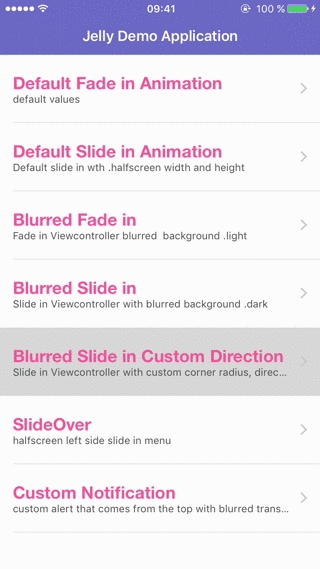 09:41
100 %
Jelly Demo Application
Default Fade in Animation
default values
Default Slide in Animation
Default slide in wth .halfscreen width and height
Blurred Fade in
Fade in Viewcontroller blurred  background .light
Blurred Slide in
Slide in Viewcontroller with blurred background .dark
Blurred Slide in Custom Direction
Slide in Viewcontroller with custom corner radius, direc...
SlideOver
halfscreen left side slide in menu
Custom Notification
custom alert that comes from the top with blurred trans...